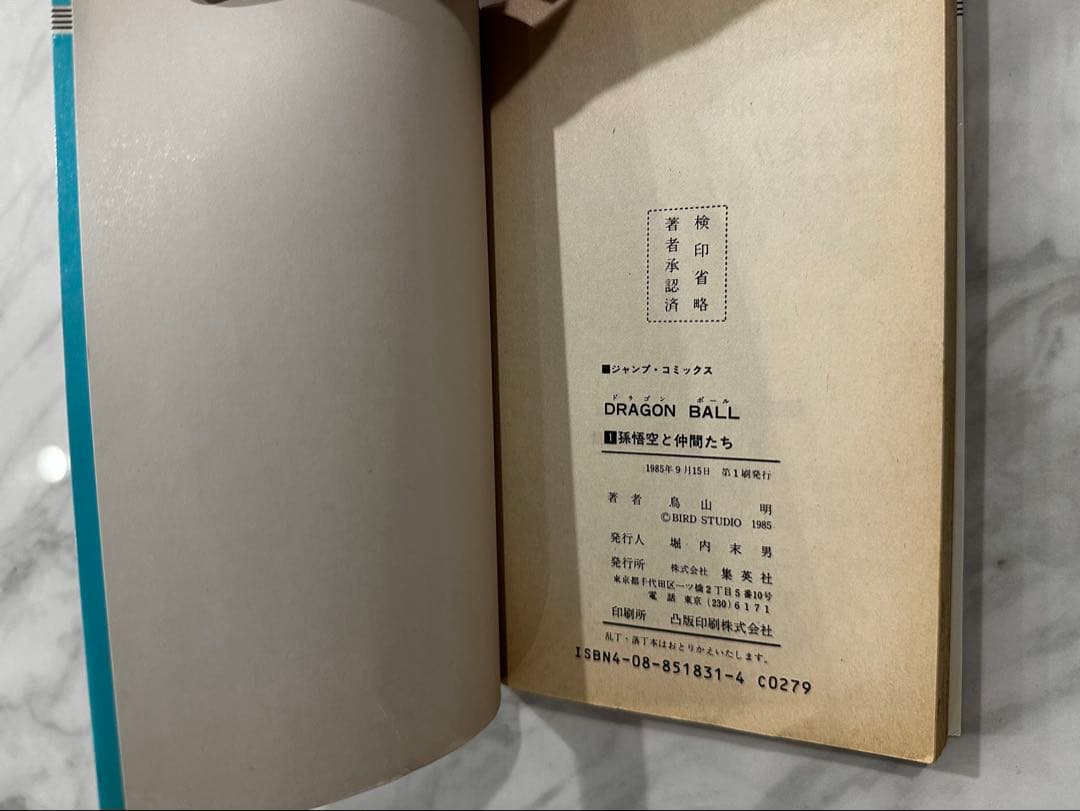 検印省略
著者承認済
■ジャンプ・コミックス
ドラゴン ボール
DRAGON BALL
1 孫悟空と仲間たち
1985年9月15日 第1刷発行
著者 鳥山明
©BIRD STUDIO 1985
発行人 堀内末男
発行所 株式会社 集英社
東京都千代田区一ツ橋2丁目5番10号
電話 東京 (230) 6171
印刷所 凸版印刷株式会社
乱丁・落丁本はおとりかえいたします。
ISBN4-08-851831-4 C0279